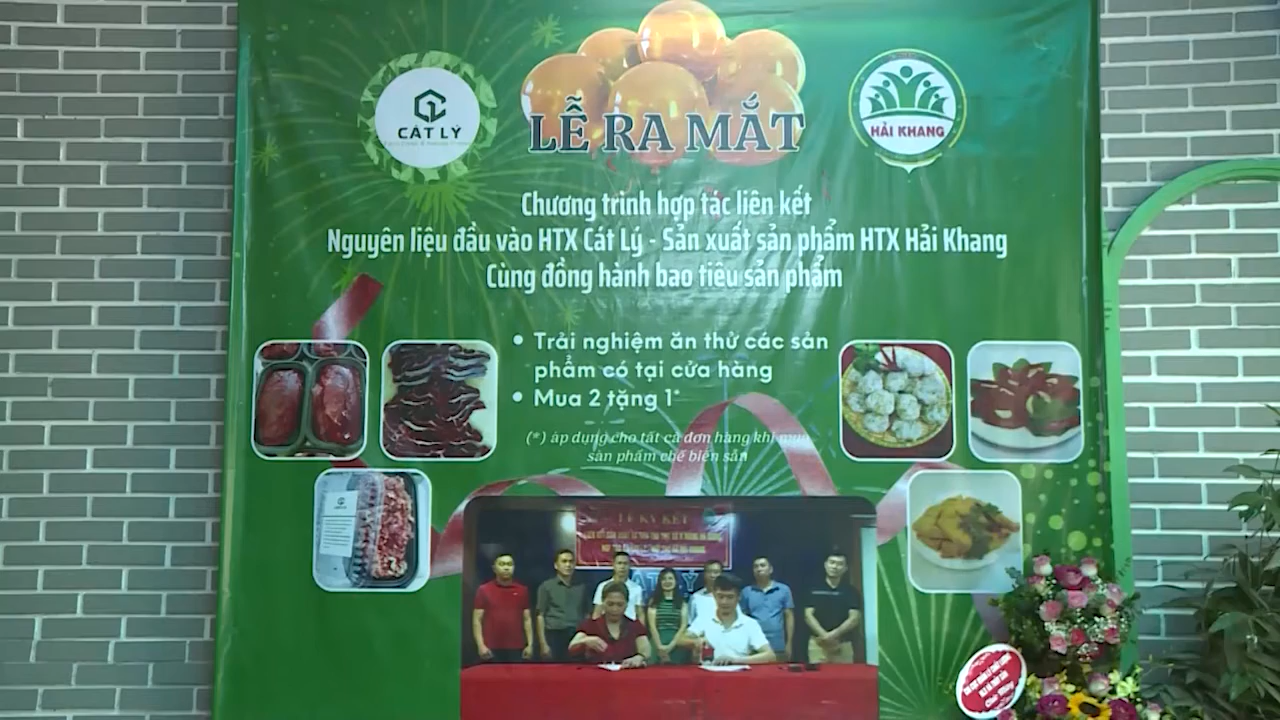 CÁT LÝ
LỄ RA MẮT
HẢI KHANG
Chương trình hợp tác liên kết
Nguyên liệu đầu vào HTX Cát Lý - Sản xuất sản phẩm HTX Hải Khang
Cùng đồng hành bao tiêu sản phẩm
• Trải nghiệm ăn thử các sản
phẩm có tại cửa hàng
• Mua 2 tặng 1*
(*) áp dụng cho tất cả đơn hàng khi mua
sản phẩm chế biến sẵn
LỄ KÝ KẾT